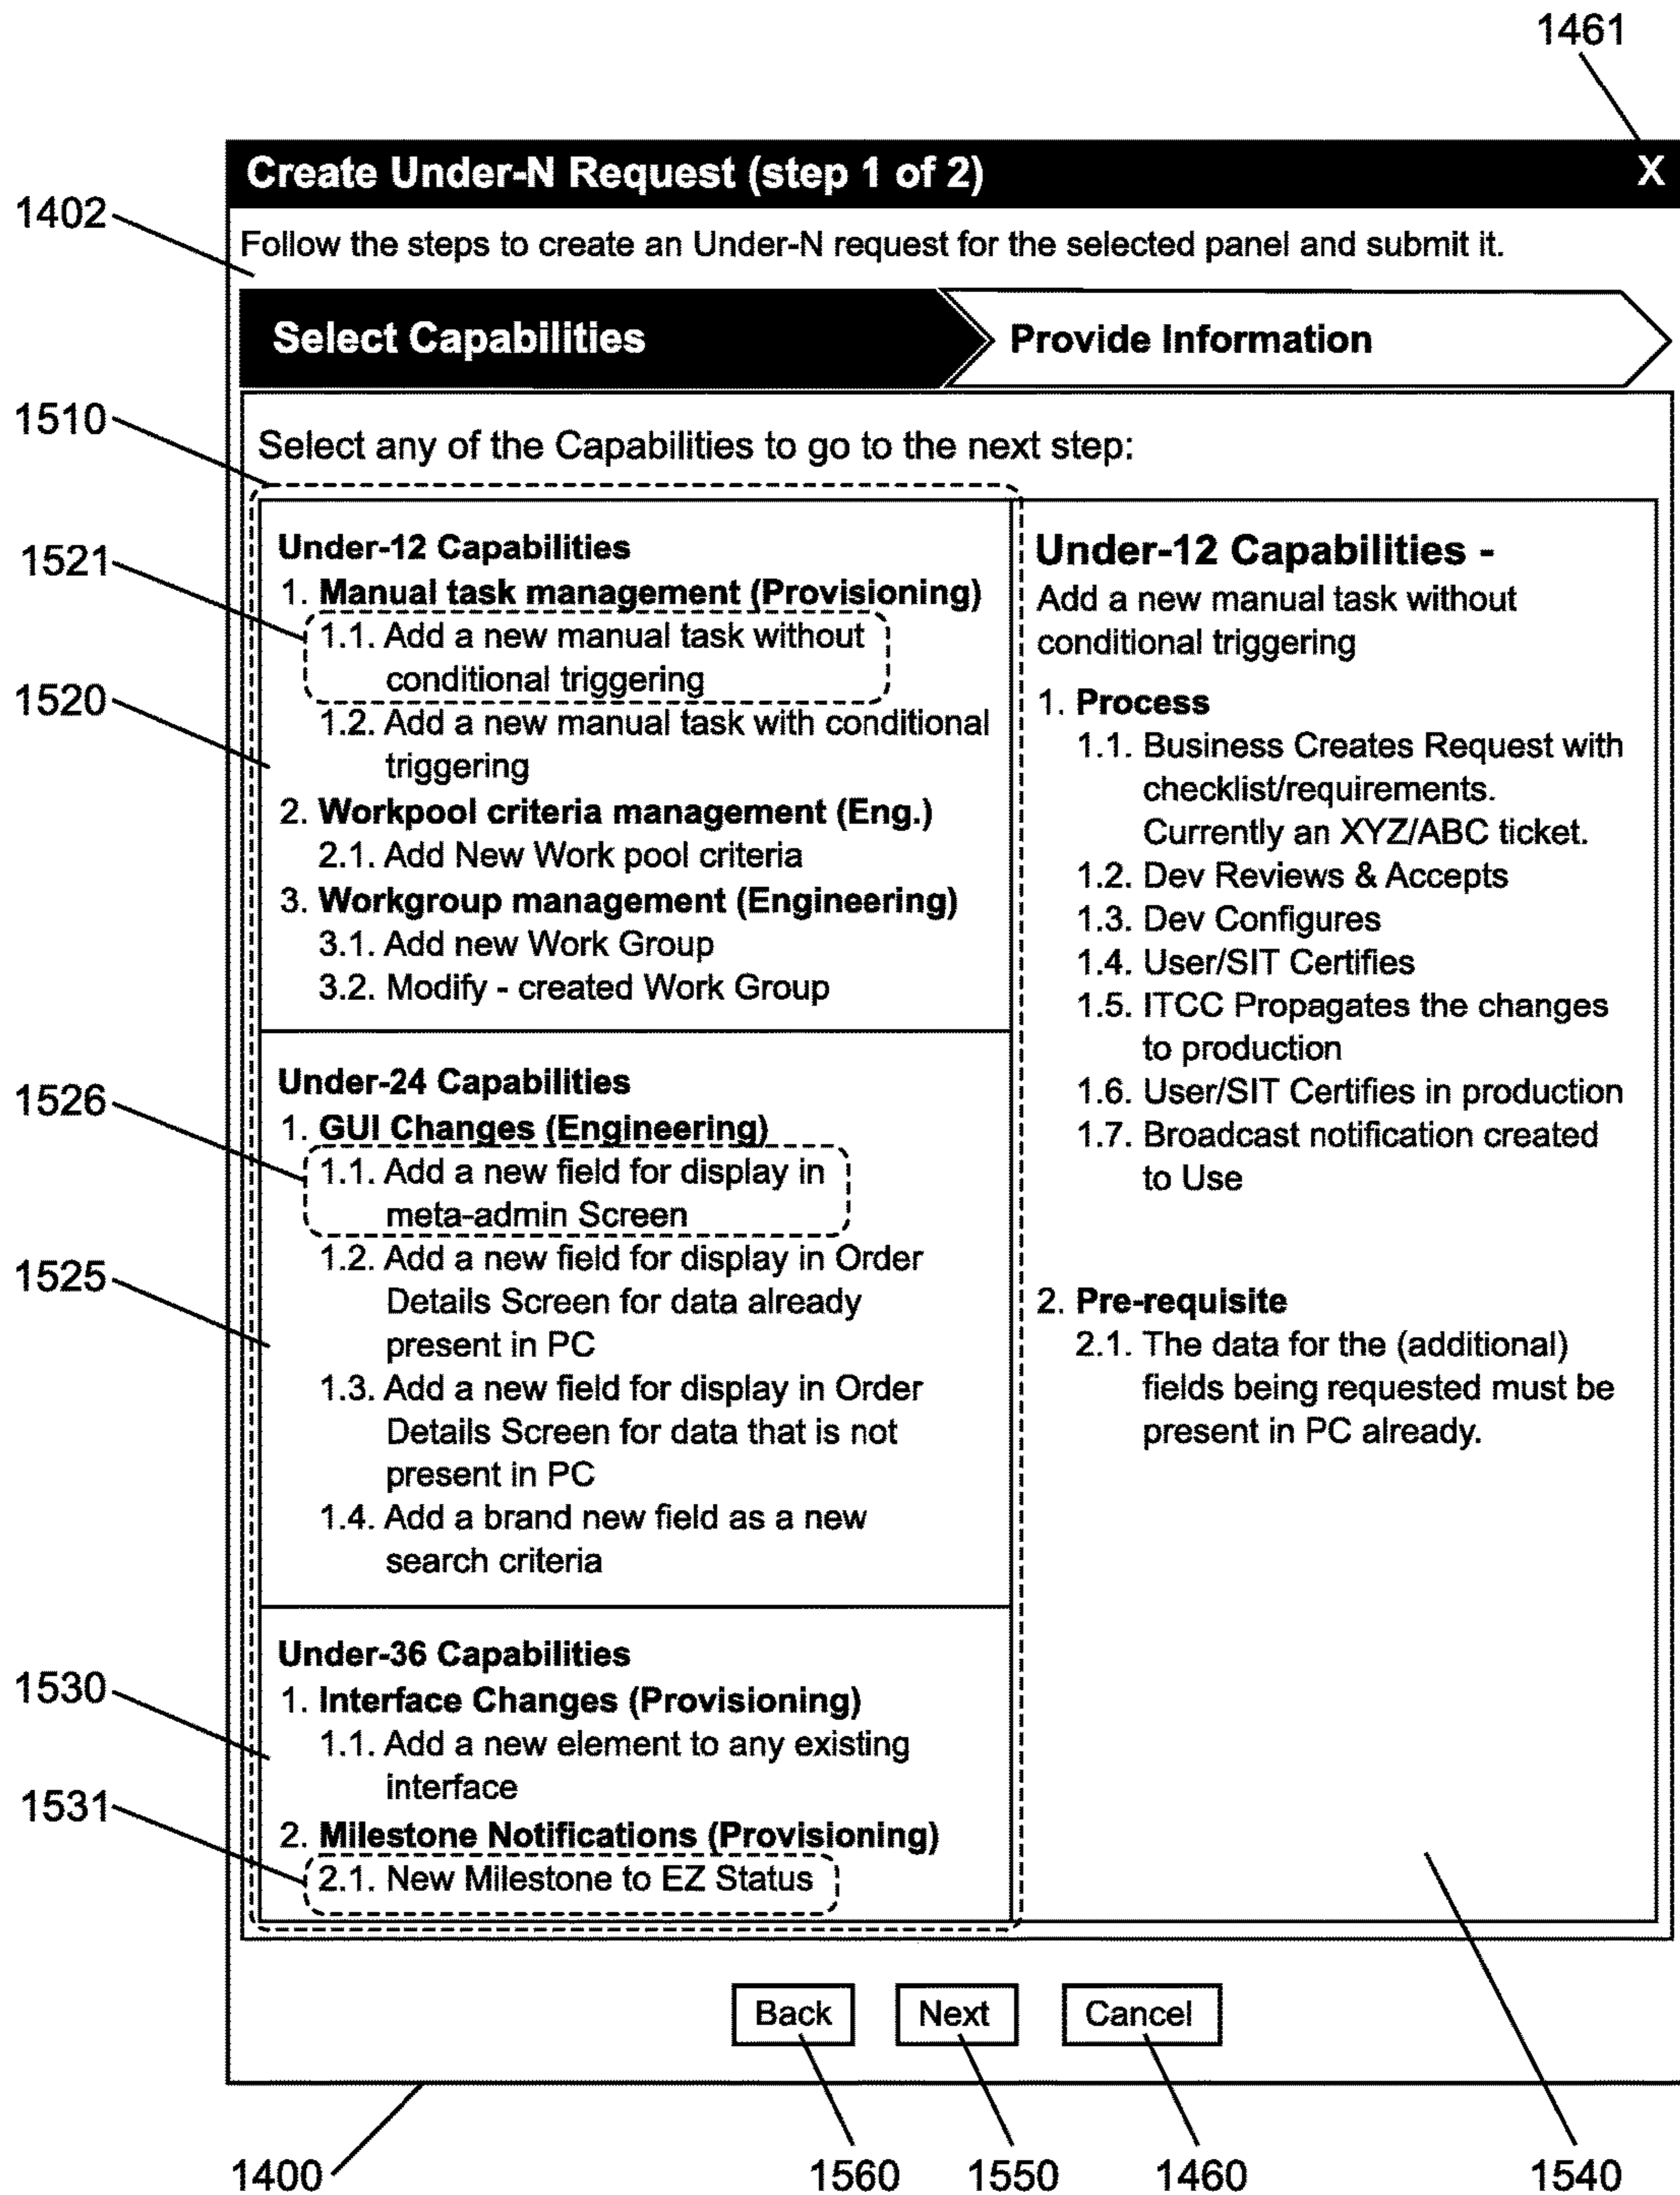 1461
Create Under-N Request (step 1 of 2)
X
1402
Follow the steps to create an Under-N request for the selected panel and submit it.
Select Capabilities
Provide Information
1510
Select any of the Capabilities to go to the next step:
Under-12 Capabilities
1521
1. Manual task management (Provisioning)
1.1. Add a new manual task without
conditional triggering
1520
1.2. Add a new manual task with conditional
triggering
2. Workpool criteria management (Eng.)
2.1. Add New Work pool criteria
3. Workgroup management (Engineering)
3.1. Add new Work Group
3.2. Modify - created Work Group
Under-24 Capabilities
1526
1. GUI Changes (Engineering)
1.1. Add a new field for display in
meta-admin Screen
1.2. Add a new field for display in Order
1525
Details Screen for data already
present in PC
1.3. Add a new field for display in Order
Details Screen for data that is not
present in PC
1.4. Add a brand new field as a new
search criteria
Under-36 Capabilities
1530
1. Interface Changes (Provisioning)
1.1. Add a new element to any existing
interface
1531
2. Milestone Notifications (Provisioning)
2.1. New Milestone to EZ Status
Under-12 Capabilities -
Add a new manual task without
conditional triggering
1. Process
1.1. Business Creates Request with
checklist/requirements.
Currently an XYZ/ABC ticket.
1.2. Dev Reviews & Accepts
1.3. Dev Configures
1.4. User/SIT Certifies
1.5. ITCC Propagates the changes
to production
1.6. User/SIT Certifies in production
1.7. Broadcast notification created
to Use
2. Pre-requisite
2.1. The data for the (additional)
fields being requested must be
present in PC already.
Back
Next
Cancel
1400
1560
1550
1460
1540